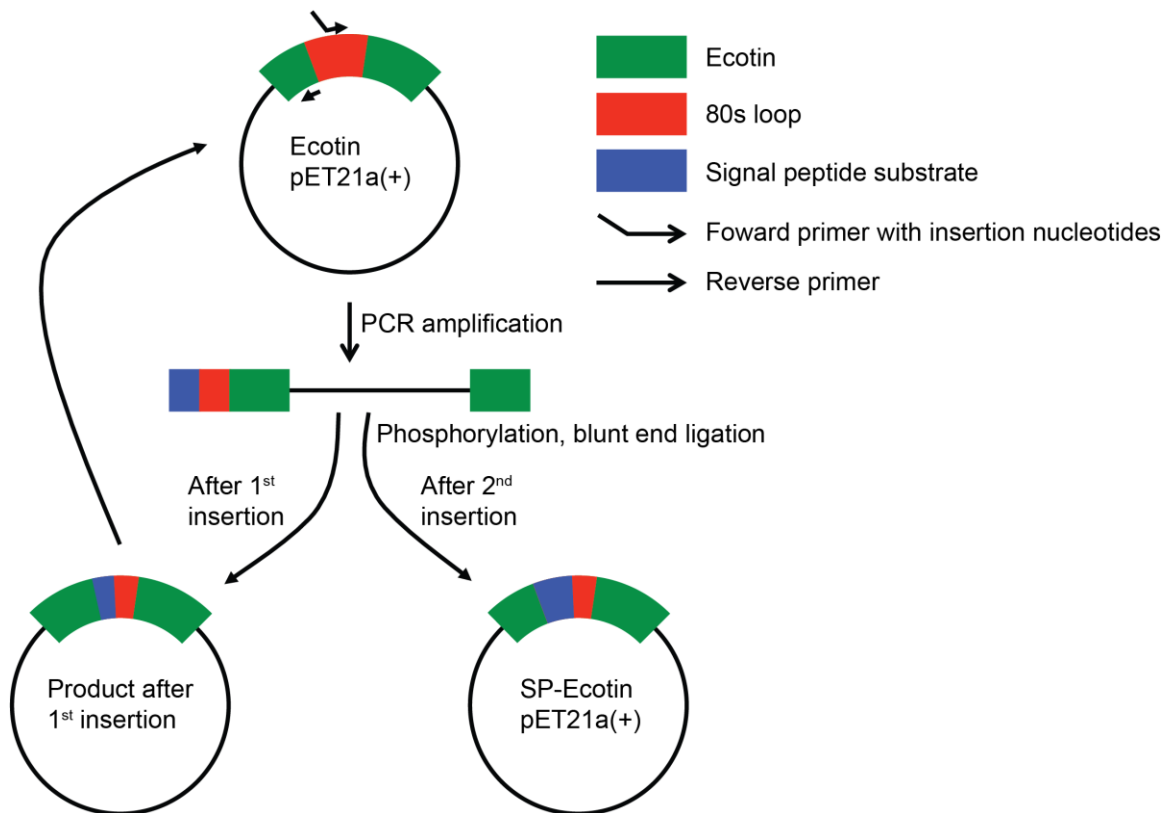 Ecotin
pET21a(+)
Ecotin
80s loop
Signal peptide substrate
Foward primer with insertion nucleotides
Reverse primer
PCR amplification
Phosphorylation, blunt end ligation
After 1st
insertion
After 2nd
insertion
Product after
1st insertion
SP-Ecotin
pET21a(+)